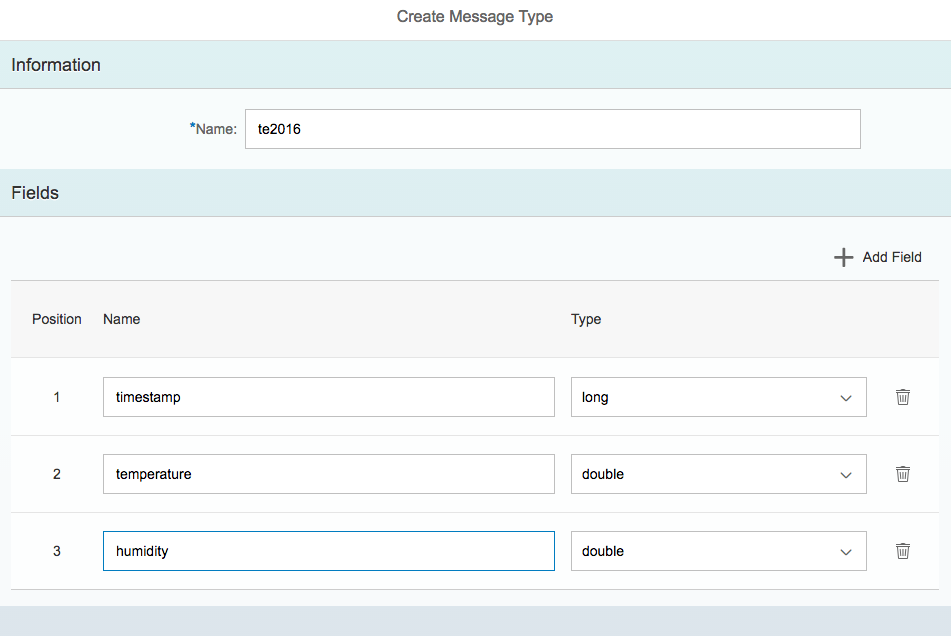 Create Message Type
Information
*Name: te2016
Fields
Add Field
Position Name Type
1 timestamp long
2 temperature double
3 humidity double